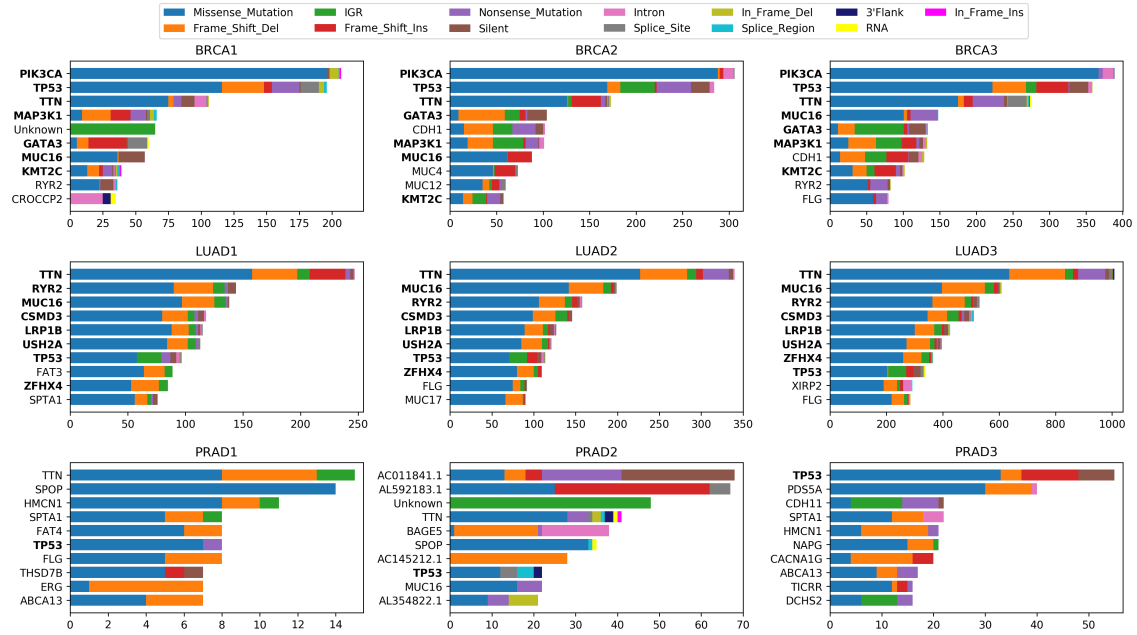 Missense_Mutation IGR Nonsense_Mutation Intron In_Frame_Del 3'Flank In_Frame_Ins
Frame_Shift_Del Frame_Shift_Ins Silent Splice_Site Splice_Region RNA
BRCA1
PIK3CA
TP53
TTN
MAP3K1
Unknown
GATA3
MUC16
KMT2C
RYR2
CROCCP2
0 50 100 150 200
BRCA2
PIK3CA
TP53
TTN
GATA3
CDH1
MAP3K1
MUC16
MUC4
MUC12
KMT2C
0 50 100 150 200 250 300
BRCA3
PIK3CA
TP53
TTN
MUC16
GATA3
MAP3K1
CDH1
KMT2C
RYR2
FLG
0 50 100 150 200 250 300 350 400
LUAD1
TTN
RYR2
MUC16
CSMD3
LRP1B
USH2A
TP53
FAT3
ZFHX4
SPTA1
0 50 100 150 200 250
LUAD2
TTN
MUC16
RYR2
CSMD3
LRP1B
USH2A
TP53
ZFHX4
FLG
MUC17
0 50 100 150 200 250 300 350
LUAD3
TTN
MUC16
RYR2
CSMD3
LRP1B
USH2A
ZFHX4
TP53
XIRP2
FLG
0 200 400 600 800 1000
PRAD1
TTN
SPOP
HMCN1
SPTA1
FAT4
TP53
FLG
THSD7B
ERG
ABCA13
0 2 4 6 8 10 12 14
PRAD2
AC011841.1
AL592183.1
Unknown
TTN
BAGE5
SPOP
AC145212.1
TP53
MUC16
AL354822.1
0 10 20 30 40 50 60 70
PRAD3
TP53
PDS5A
CDH11
SPTA1
HMCN1
NAPG
CACNA1G
ABCA13
TICRR
DCHS2
0 10 20 30 40 50